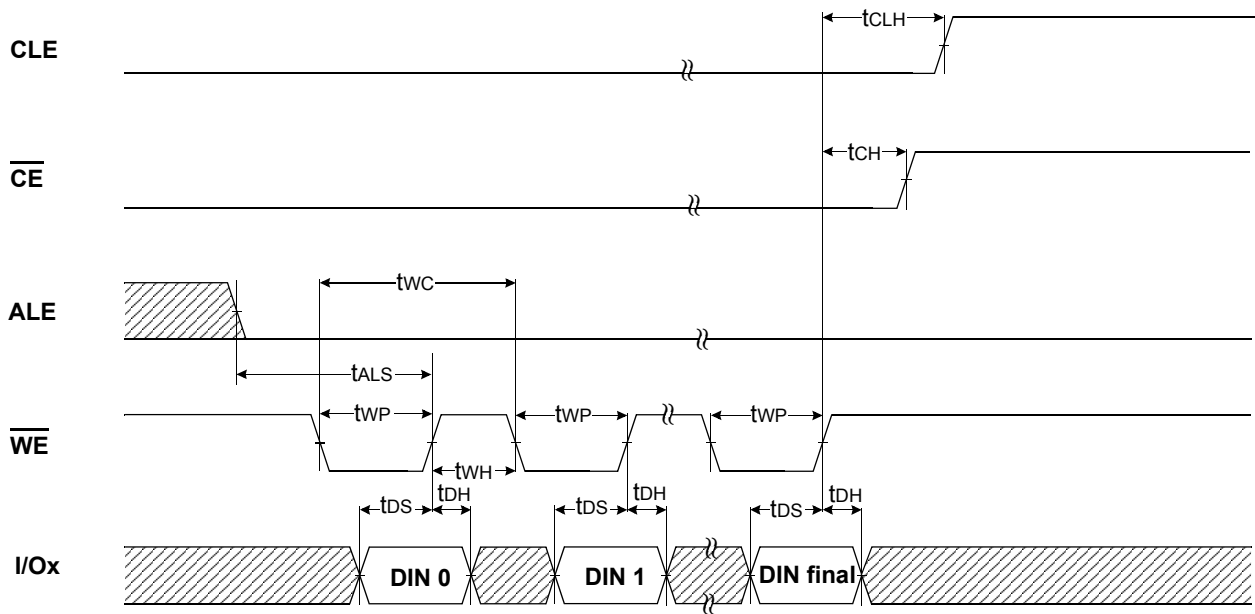 tCLH
CLE
CE
tCH
ALE
tWC
tALS
WE
tWP
tWP
tWP
tWH
tDS
tDH
tDS
tDH
tDS
tDH
I/Ox
DIN 0
DIN 1
DIN final